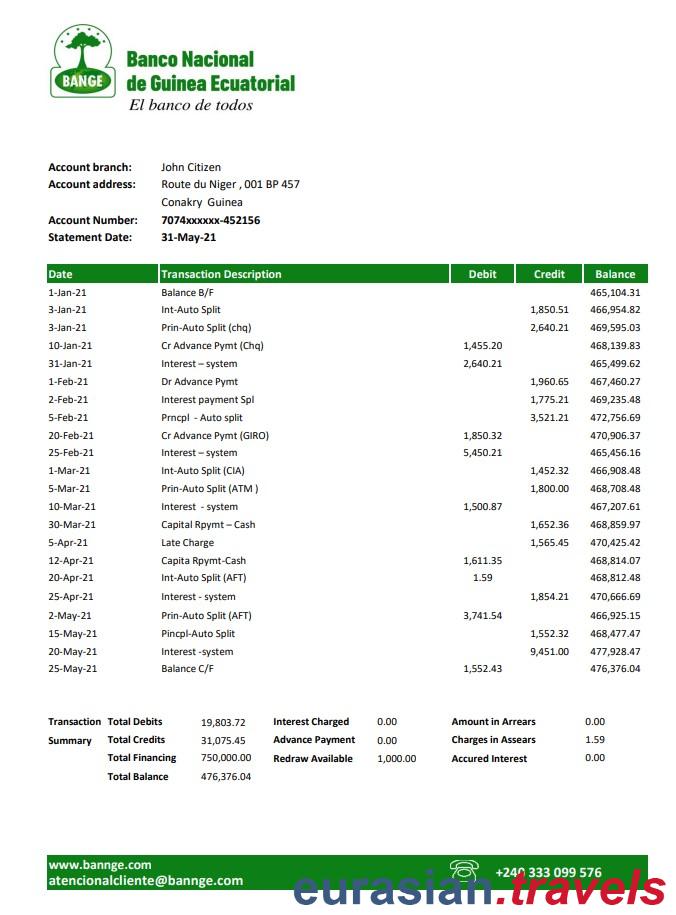 BANGE
Banco Nacional
de Guinea Ecuatorial
El banco de todos
Account branch: John Citizen
Account address: Route du Niger , 001 BP 457
Conakry Guinea
Account Number: 7074xxxxxx-452156
Statement Date: 31-May-21
Date Transaction Description Debit Credit Balance
1-Jan-21 Balance B/F 465,104.31
3-Jan-21 Int-Auto Split 1,850.51 466,954.82
3-Jan-21 Prin-Auto Split (chq) 2,640.21 469,595.03
10-Jan-21 Cr Advance Pymt (Chq) 1,455.20 468,139.83
31-Jan-21 Interest – system 2,640.21 465,499.62
1-Feb-21 Dr Advance Pymt 1,960.65 467,460.27
2-Feb-21 Interest payment Spl 1,775.21 469,235.48
5-Feb-21 Prncpl - Auto split 3,521.21 472,756.69
20-Feb-21 Cr Advance Pymt (GIRO) 1,850.32 470,906.37
25-Feb-21 Interest – system 5,450.21 465,456.16
1-Mar-21 Int-Auto Split (CIA) 1,452.32 466,908.48
5-Mar-21 Prin-Auto Split (ATM ) 1,800.00 468,708.48
10-Mar-21 Interest - system 1,500.87 467,207.61
30-Mar-21 Capital Rpymt – Cash 1,652.36 468,859.97
5-Apr-21 Late Charge 1,565.45 470,425.42
12-Apr-21 Capita Rpymt-Cash 1,611.35 468,814.07
20-Apr-21 Int-Auto Split (AFT) 1.59 468,812.48
25-Apr-21 Interest - system 1,854.21 470,666.69
2-May-21 Prin-Auto Split (AFT) 3,741.54 466,925.15
15-May-21 Pincpl-Auto Split 1,552.32 468,477.47
20-May-21 Interest -system 9,451.00 477,928.47
25-May-21 Balance C/F 1,552.43 476,376.04
Transaction Total Debits 19,803.72 Interest Charged 0.00 Amount in Arrears 0.00
Summary Total Credits 31,075.45 Advance Payment 0.00 Charges in Assears 1.59
Total Financing 750,000.00 Redraw Available 1,000.00 Accured Interest 0.00
Total Balance 476,376.04
www.bannge.com
atencionalcliente@bannge.com +240 333 099 576
eurasian.travels